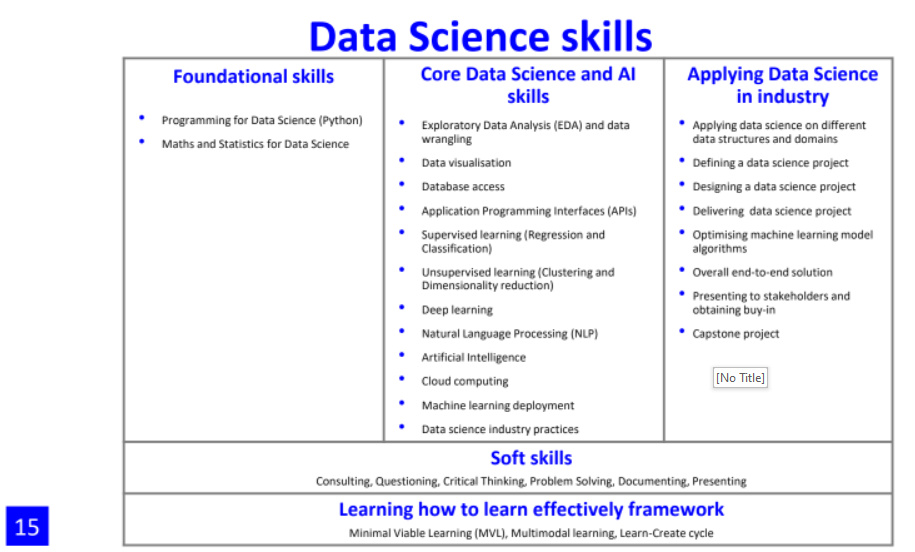 Data Science skills
Foundational skills
• Programming for Data Science (Python)
• Maths and Statistics for Data Science
Core Data Science and AI
skills
• Exploratory Data Analysis (EDA) and data
wrangling
• Data visualisation
• Database access
• Application Programming Interfaces (APIs)
• Supervised learning (Regression and
Classification)
• Unsupervised learning (Clustering and
Dimensionality reduction)
• Deep learning
• Natural Language Processing (NLP)
• Artificial Intelligence
• Cloud computing
• Machine learning deployment
• Data science industry practices
Applying Data Science
in industry
• Applying data science on different
data structures and domains
• Defining a data science project
• Designing a data science project
• Delivering data science project
• Optimising machine learning model
algorithms
• Overall end-to-end solution
• Presenting to stakeholders and
obtaining buy-in
• Capstone project
[No Title]
Soft skills
Consulting, Questioning, Critical Thinking, Problem Solving, Documenting, Presenting
Learning how to learn effectively framework
Minimal Viable Learning (MVL), Multimodal learning, Learn-Create cycle
15